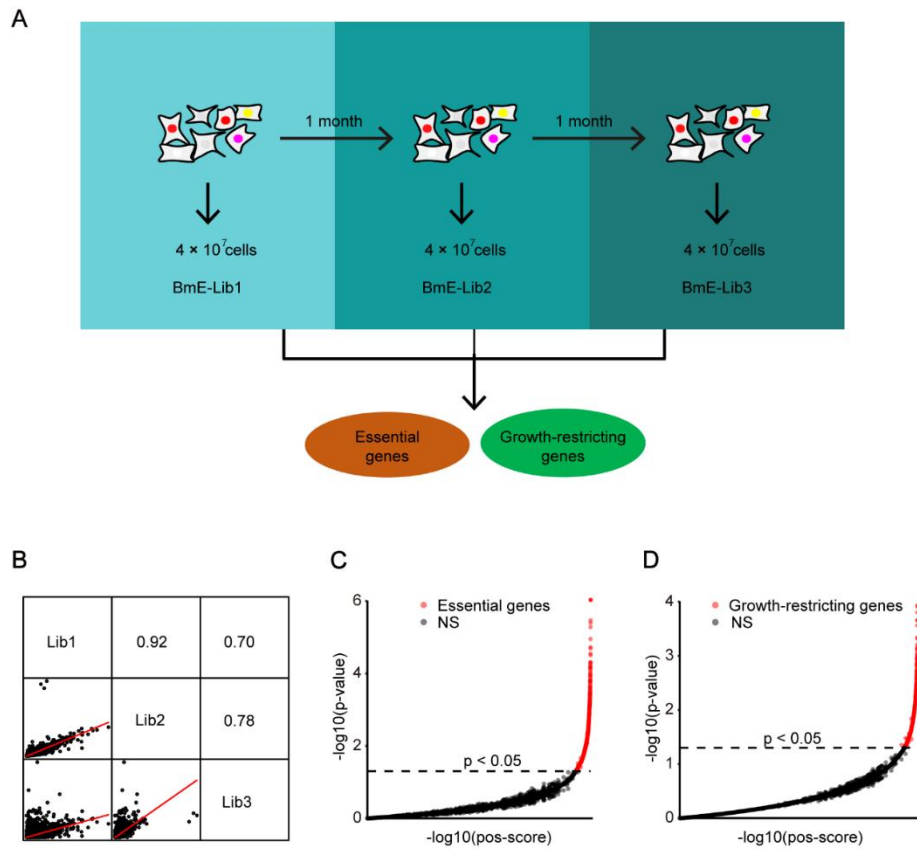 A
1 month
1 month
4 × 10⁷cells
4 × 10⁷cells
4 × 10⁷cells
BmE-Lib1
BmE-Lib2
BmE-Lib3
Essential
genes
Growth-restricting
genes
B
Lib1
0.92
0.70
Lib2
0.78
Lib3
C
6
4
2
0
-log10(p-value)
Essential genes
NS
p < 0.05
-log10(pos-score)
D
4
3
2
1
0
-log10(p-value)
Growth-restricting genes
NS
p < 0.05
-log10(pos-score)